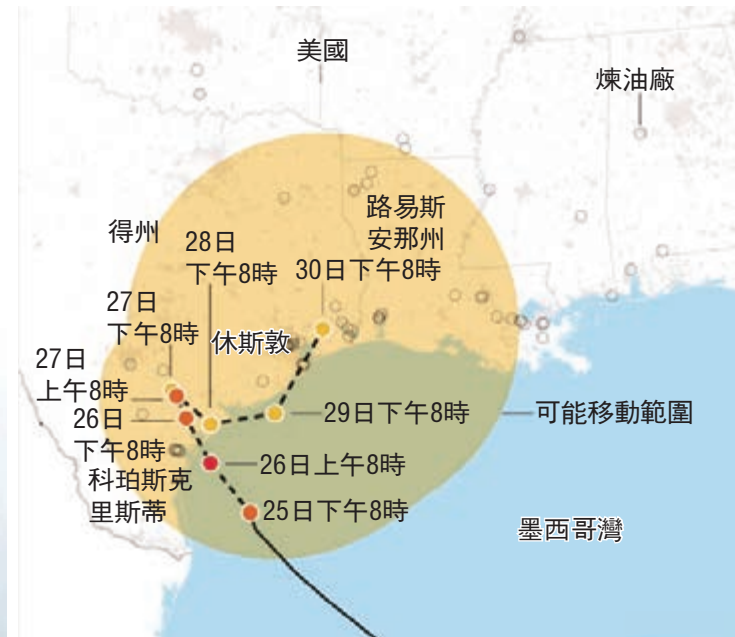 美國
煉油廠
路易斯
安那州
得州
28日
下午8時
30日下午8時
27日
下午8時
休斯敦
27日
上午8時
26日
下午8時
29日下午8時
可能移動範圍
科珀斯克
里斯蒂
26日上午8時
25日下午8時
墨西哥灣